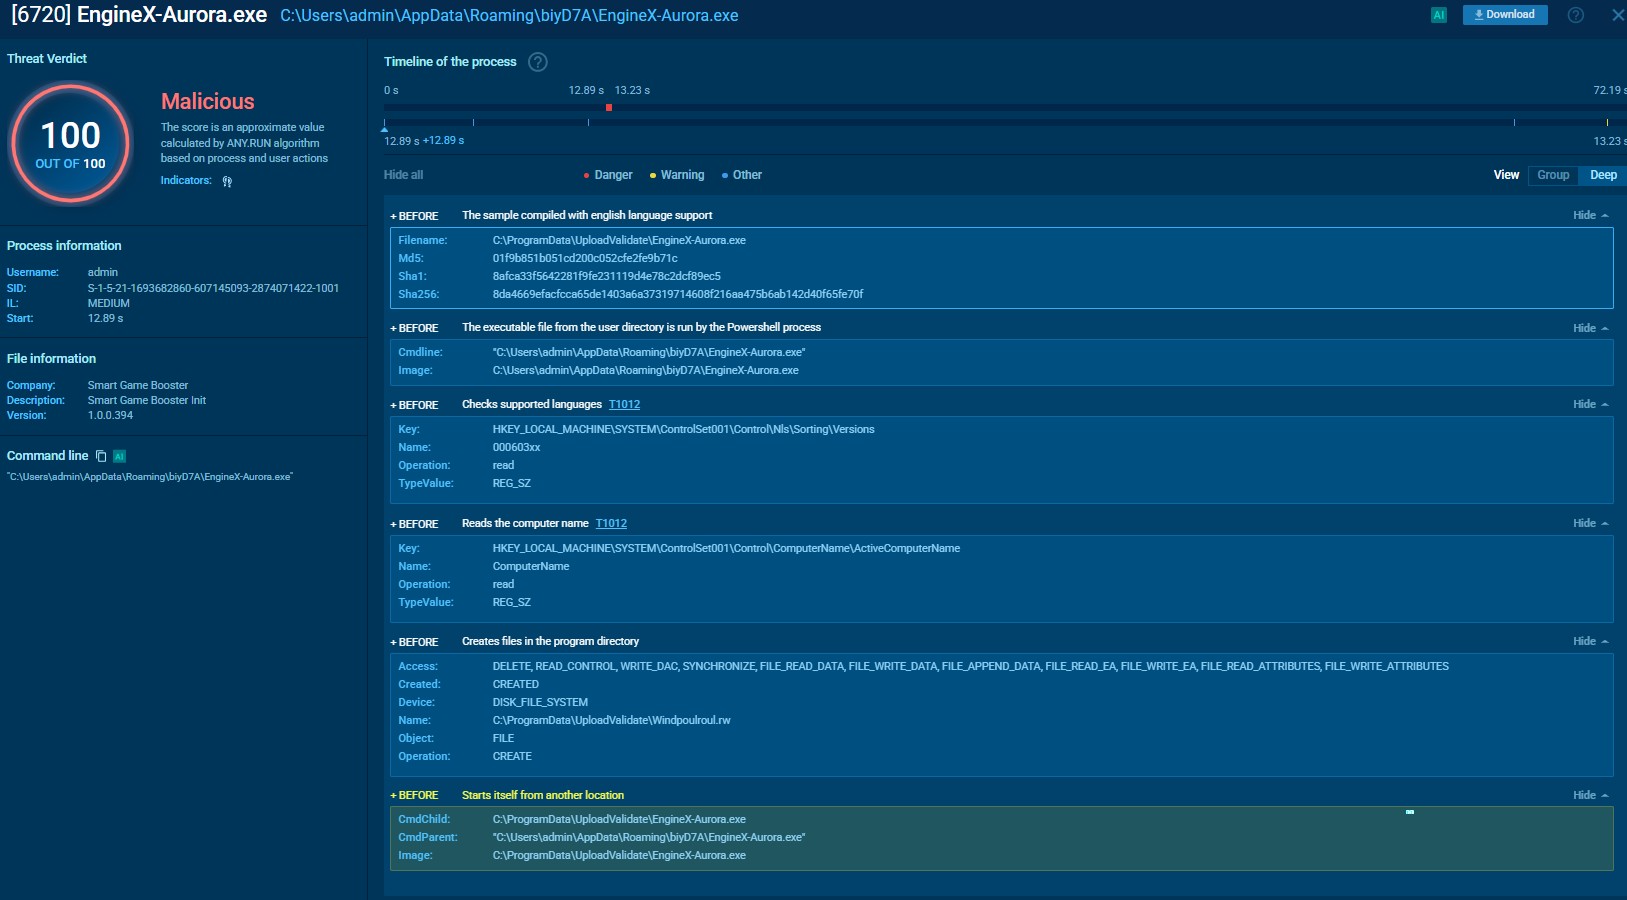 [6720] EngineX-Aurora.exe C:\Users\admin\AppData\Roaming\biyD7A\EngineX-Aurora.exe AI Download ?
Threat Verdict
100
OUT OF 100
Malicious
The score is an approximate value
calculated by ANY.RUN algorithm
based on process and user actions
Indicators:
Process information
Username: admin
SID: S-1-5-21-1693682860-607145093-2874071422-1001
IL: MEDIUM
Start: 12.89 s
File information
Company: Smart Game Booster
Description: Smart Game Booster Init
Version: 1.0.0.394
Command line AI
"C:\Users\admin\AppData\Roaming\biyD7A\EngineX-Aurora.exe"
Timeline of the process ?
0 s 12.89 s 13.23 s 72.19 s
12.89 s +12.89 s 13.23 s
Hide all Danger Warning Other View Group Deep
+ BEFORE The sample compiled with english language support Hide
Filename: C:\ProgramData\UploadValidate\EngineX-Aurora.exe
Md5: 01f9b851b051cd200c052cfe2fe9b71c
Sha1: 8afca33f5642281f9fe231119d4e78c2dcf89ec5
Sha256: 8da4669efacfcca65de1403a6a37319714608f216aa475b6ab142d40f65fe70f
+ BEFORE The executable file from the user directory is run by the Powershell process Hide
Cmdline: "C:\Users\admin\AppData\Roaming\biyD7A\EngineX-Aurora.exe"
Image: C:\Users\admin\AppData\Roaming\biyD7A\EngineX-Aurora.exe
+ BEFORE Checks supported languages T1012 Hide
Key: HKEY_LOCAL_MACHINE\SYSTEM\ControlSet001\Control\Nls\Sorting\Versions
Name: 000603xx
Operation: read
TypeValue: REG_SZ
+ BEFORE Reads the computer name T1012 Hide
Key: HKEY_LOCAL_MACHINE\SYSTEM\ControlSet001\Control\ComputerName\ActiveComputerName
Name: ComputerName
Operation: read
TypeValue: REG_SZ
+ BEFORE Creates files in the program directory Hide
Access: DELETE, READ_CONTROL, WRITE_DAC, SYNCHRONIZE, FILE_READ_DATA, FILE_WRITE_DATA, FILE_APPEND_DATA, FILE_READ_EA, FILE_WRITE_EA, FILE_READ_ATTRIBUTES, FILE_WRITE_ATTRIBUTES
Created: CREATED
Device: DISK_FILE_SYSTEM
Name: C:\ProgramData\UploadValidate\Windpoulroul.rw
Object: FILE
Operation: CREATE
+ BEFORE Starts itself from another location Hide
CmdChild: C:\ProgramData\UploadValidate\EngineX-Aurora.exe
CmdParent: "C:\Users\admin\AppData\Roaming\biyD7A\EngineX-Aurora.exe"
Image: C:\ProgramData\UploadValidate\EngineX-Aurora.exe